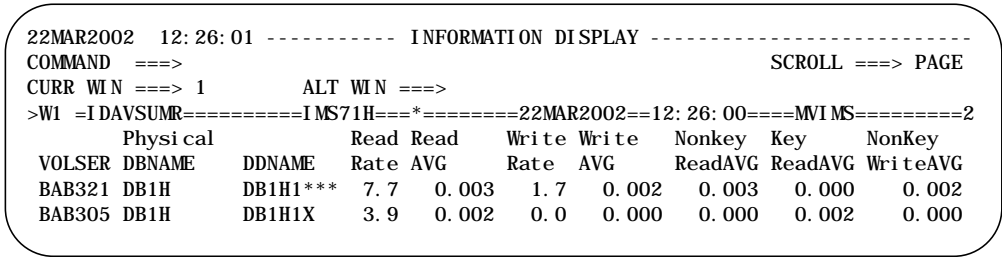 22MAR2002  12:26:01 ----------- INFORMATION DISPLAY ---------------------------
COMMAND  ===>                                                 SCROLL ===> PAGE
CURR WIN ===> 1         ALT WIN ===>
>W1 =IDAVSUMR==========IMS71H===*========22MAR2002==12:26:00====MVIMS=========2
Physical            Read Read     Write Write    Nonkey  Key     NonKey
VOLSER DBNAME   DDNAME   Rate AVG      Rate  AVG      ReadAVG ReadAVG WriteAVG
BAB321 DB1H     DB1H1***  7.7   0.003   1.7   0.002    0.003   0.000    0.002
BAB305 DB1H     DB1H1X    3.9   0.002   0.0   0.000    0.000   0.002    0.000